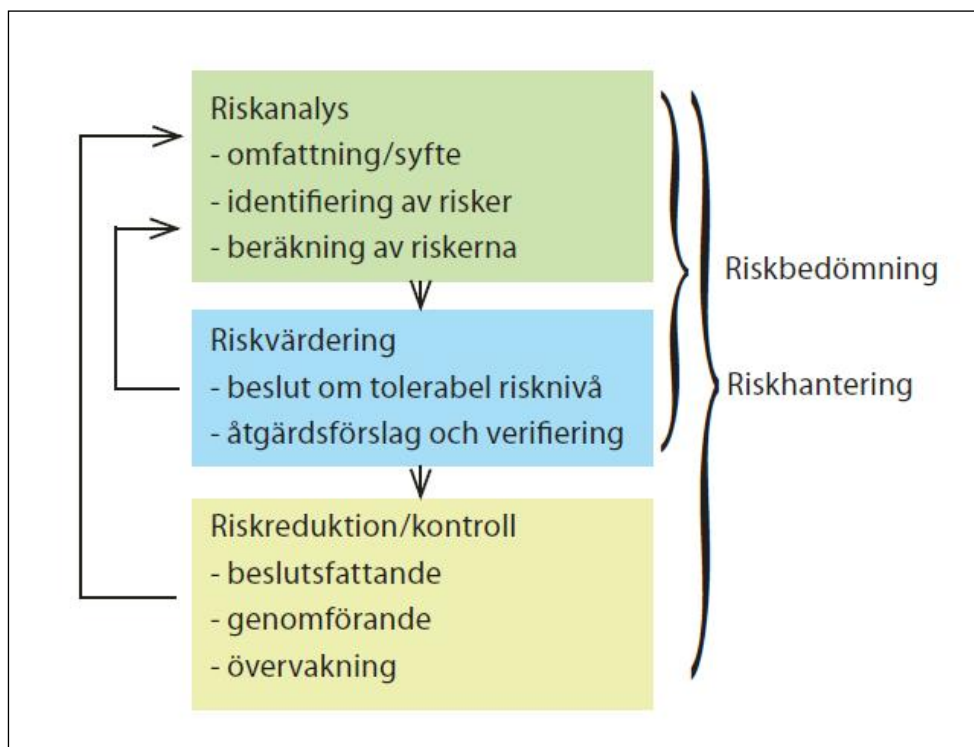 Riskanalys
- omfattning/syfte
- identifiering av risker
- beräkning av riskerna
Riskvärdering
- beslut om tolerabel risknivå
- åtgärdsförslag och verifiering
Riskreduktion/kontroll
- beslutsfattande
- genomförande
- övervakning
Riskbedömning
Riskhantering